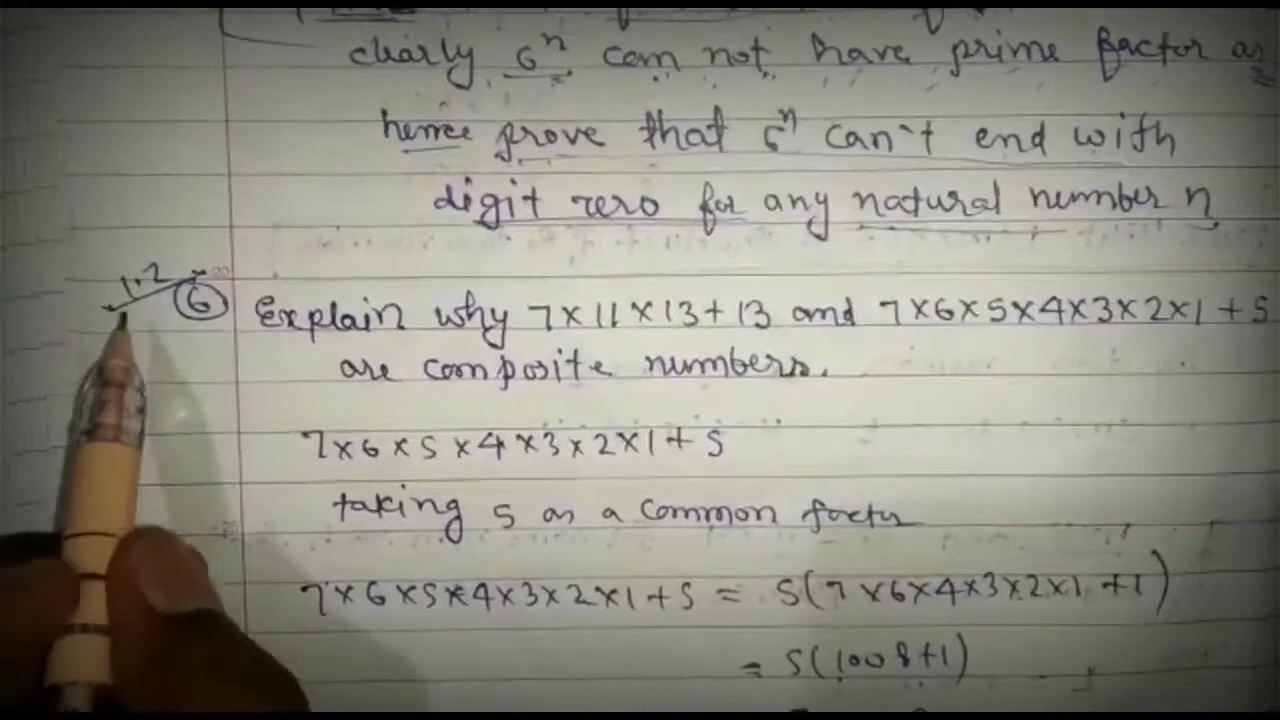 clearly 6ⁿ can not have prime factor as
hence prove that 6ⁿ can't end with
digit zero for any natural number n
1.2
6 Explain why 7×11×13+13 and 7×6×5×4×3×2×1+5
are composite numbers.
7×6×5×4×3×2×1+5
taking 5 as a common factor
7×6×5×4×3×2×1+5 = 5(7×6×4×3×2×1+1)
= 5(1008+1)